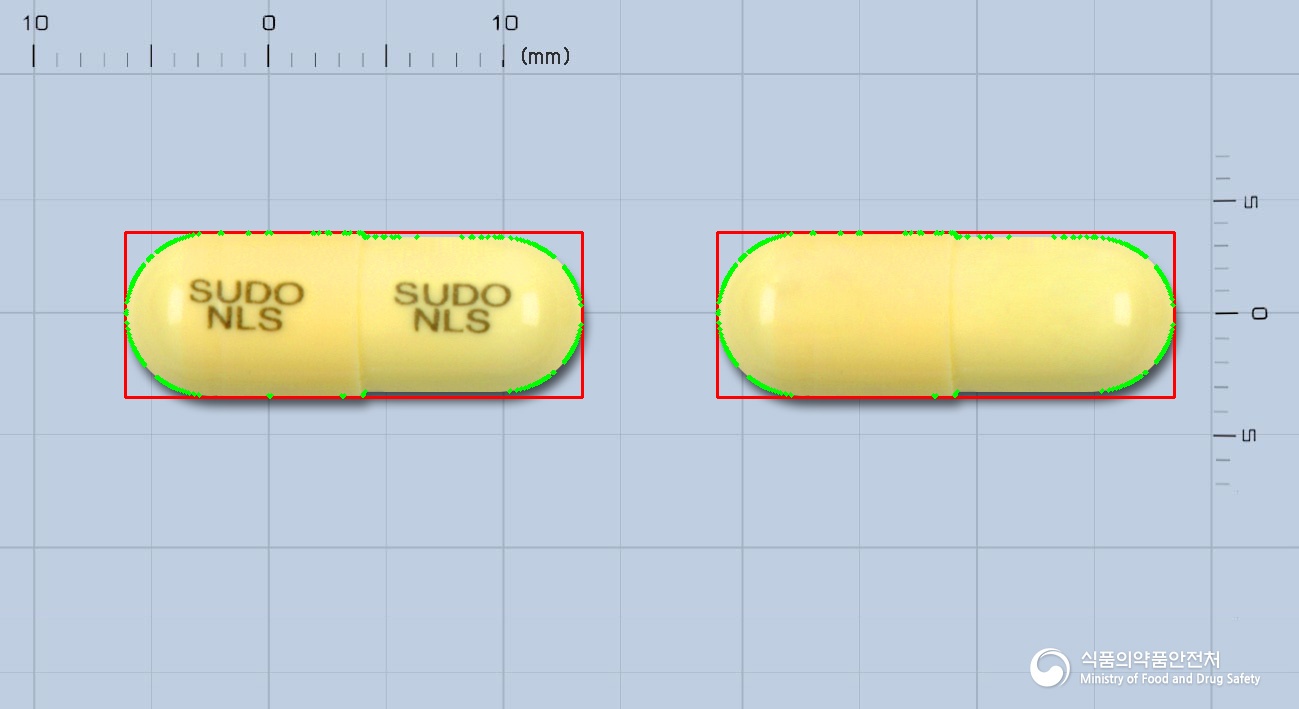 10 0 10
(mm)
SUDO
NLS
SUDO
NLS
5
0
5
식품의약품안전처
Ministry of Food and Drug Safety